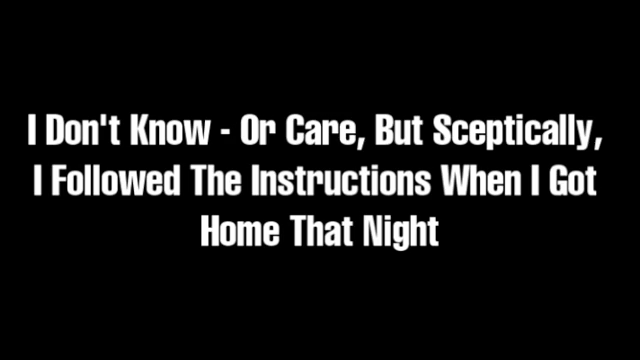 I Don't Know - Or Care, But Sceptically,
I Followed The Instructions When I Got
Home That Night